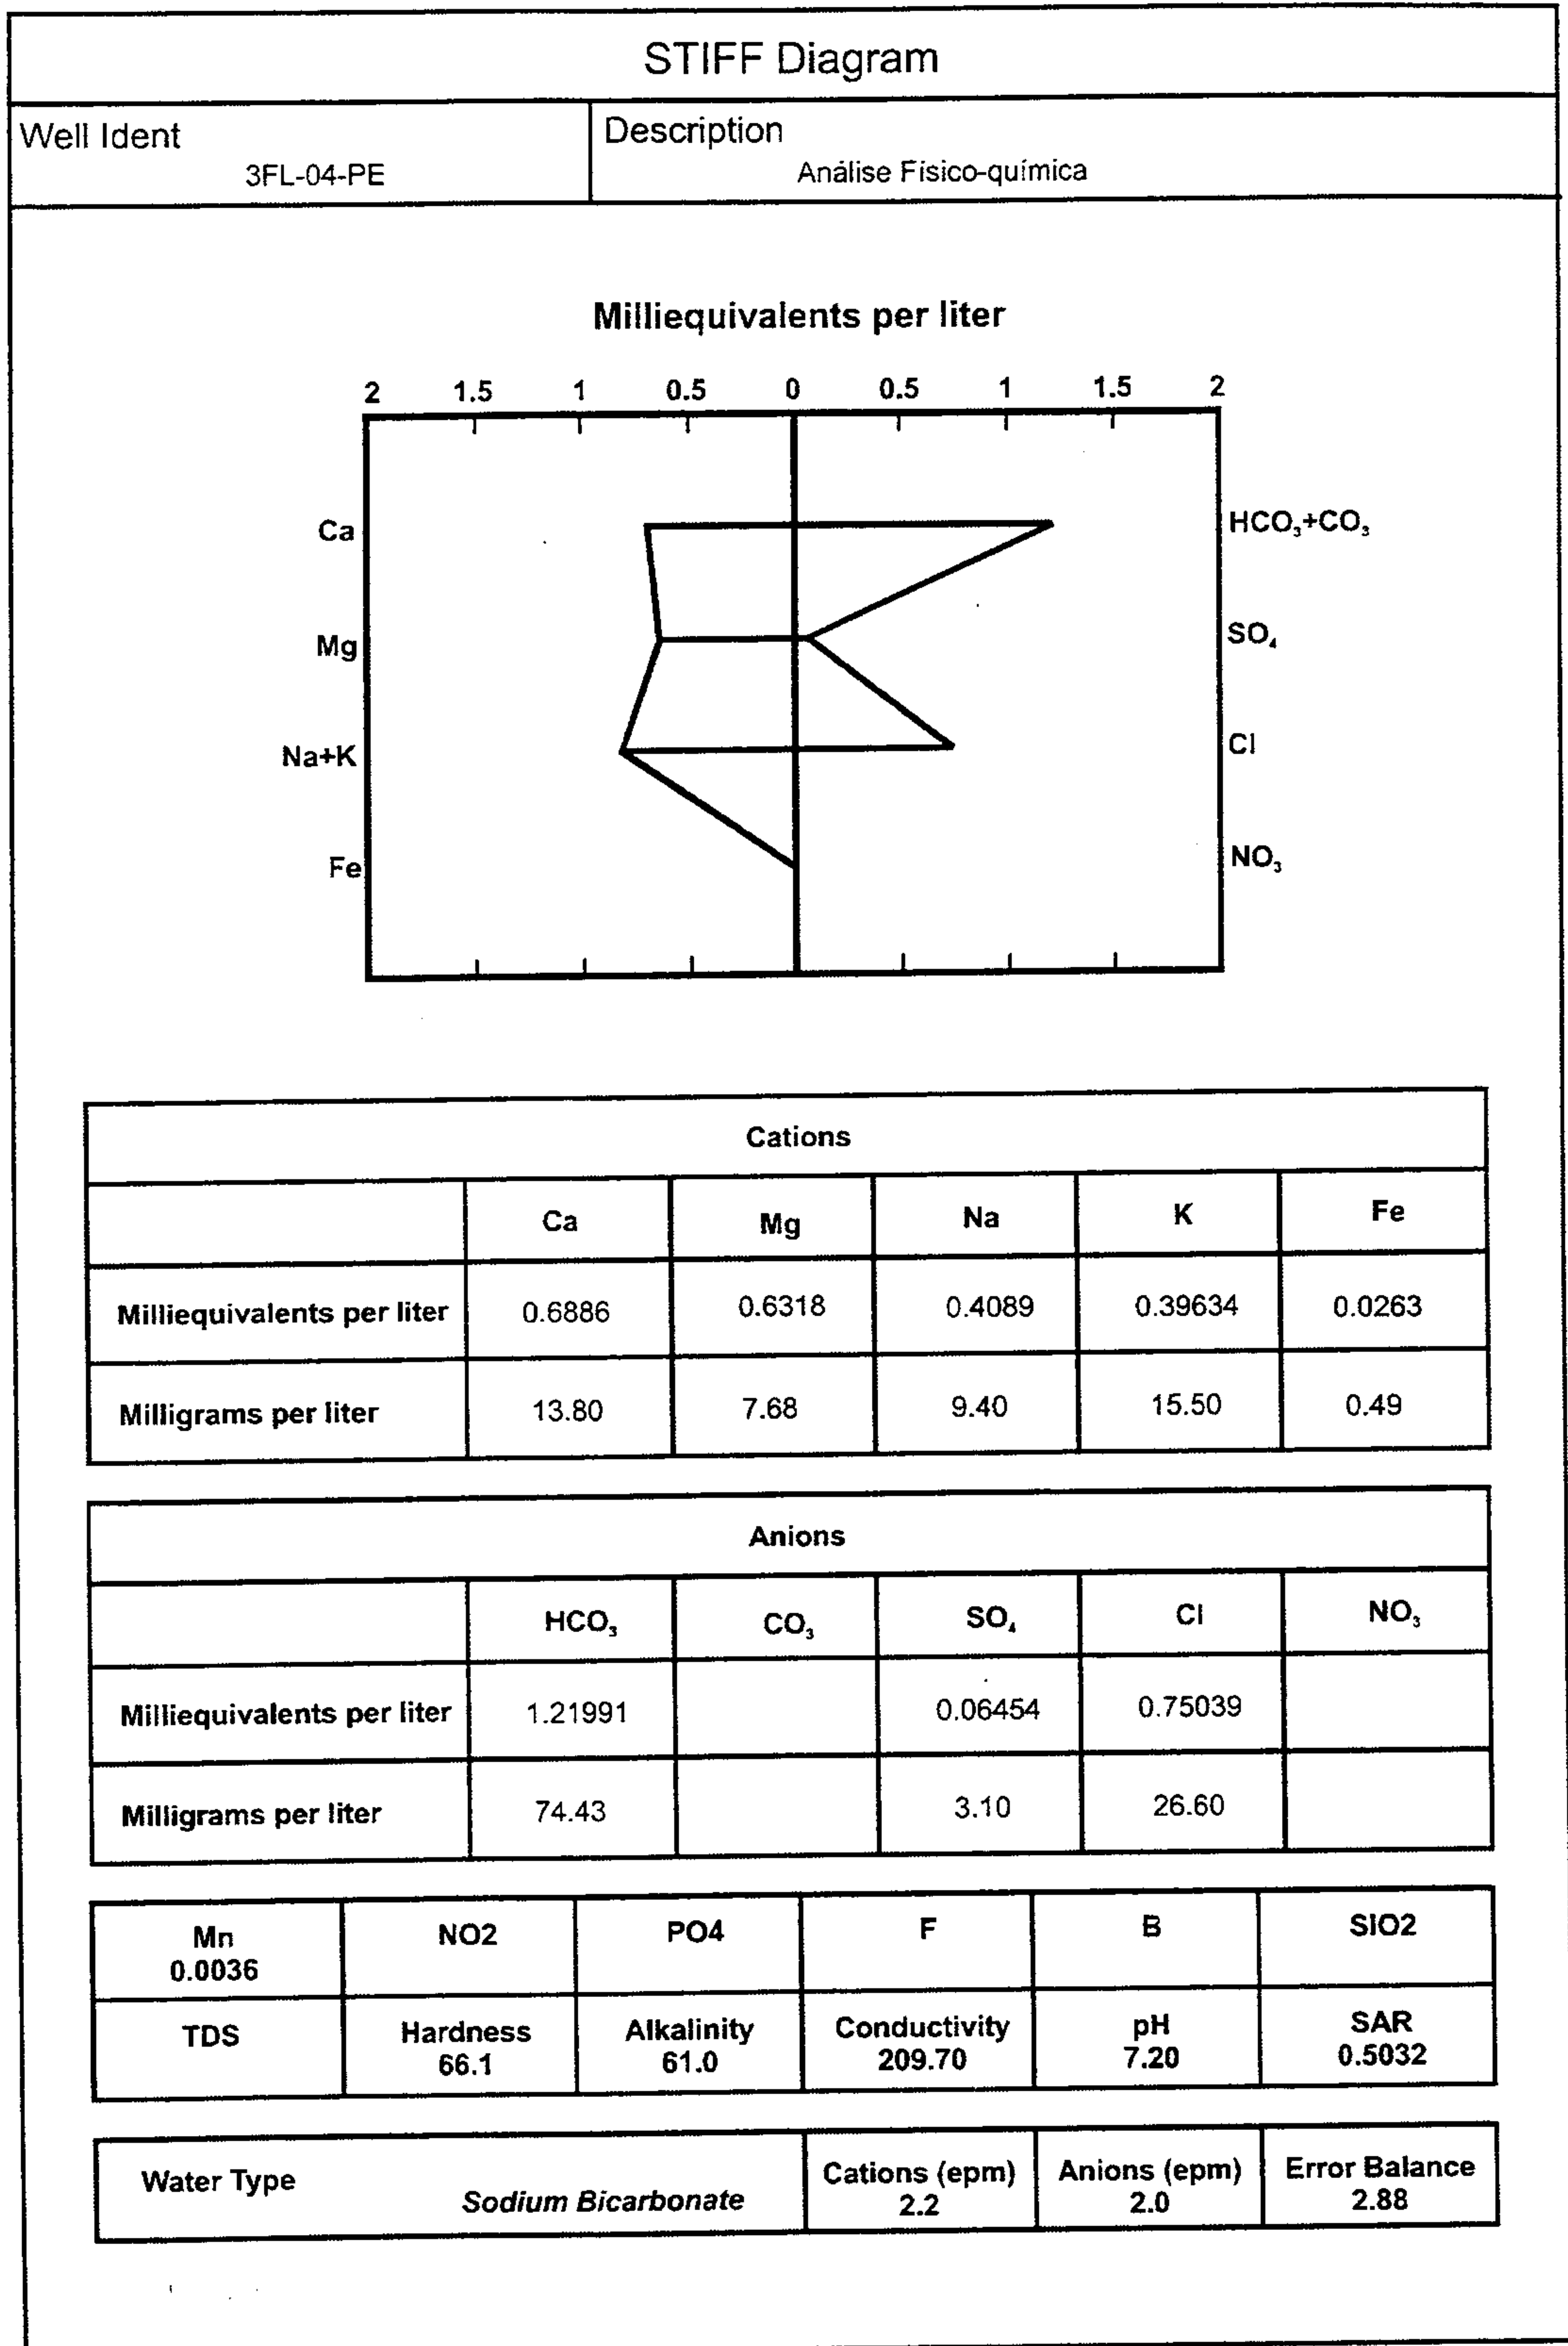 STIFF Diagram
Well Ident
3FL-04-PE
Description
Análise Físico-química
Milliequivalents per liter
2 1.5 1 0.5 0 0.5 1 1.5 2
Ca HCO₃+CO₃
Mg SO₄
Na+K Cl
Fe NO₃
Cations
Ca Mg Na K Fe
Milliequivalents per liter 0.6886 0.6318 0.4089 0.39634 0.0263
Milligrams per liter 13.80 7.68 9.40 15.50 0.49
Anions
HCO₃ CO₃ SO₄ Cl NO₃
Milliequivalents per liter 1.21991 0.06454 0.75039
Milligrams per liter 74.43 3.10 26.60
Mn NO2 PO4 F B SIO2
0.0036
TDS Hardness Alkalinity Conductivity pH SAR
66.1 61.0 209.70 7.20 0.5032
Water Type Sodium Bicarbonate
Cations (epm) Anions (epm) Error Balance
2.2 2.0 2.88